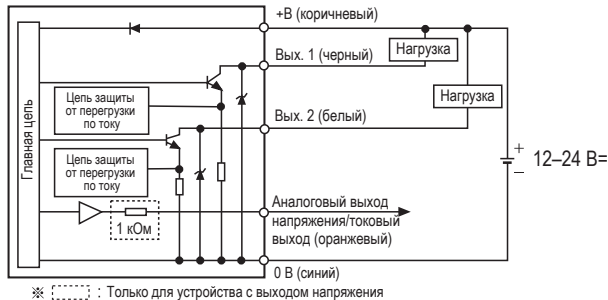 +В (коричневый)
Вых. 1 (черный)
Нагрузка
Нагрузка
Главная цепь
Цепь защиты
от перегрузки
по току
Вых. 2 (белый)
Цепь защиты
от перегрузки
по току
+
–
12–24 В=
1 кОм
Аналоговый выход
напряжения/токовый
выход (оранжевый)
0 В (синий)
※ : Только для устройства с выходом напряжения